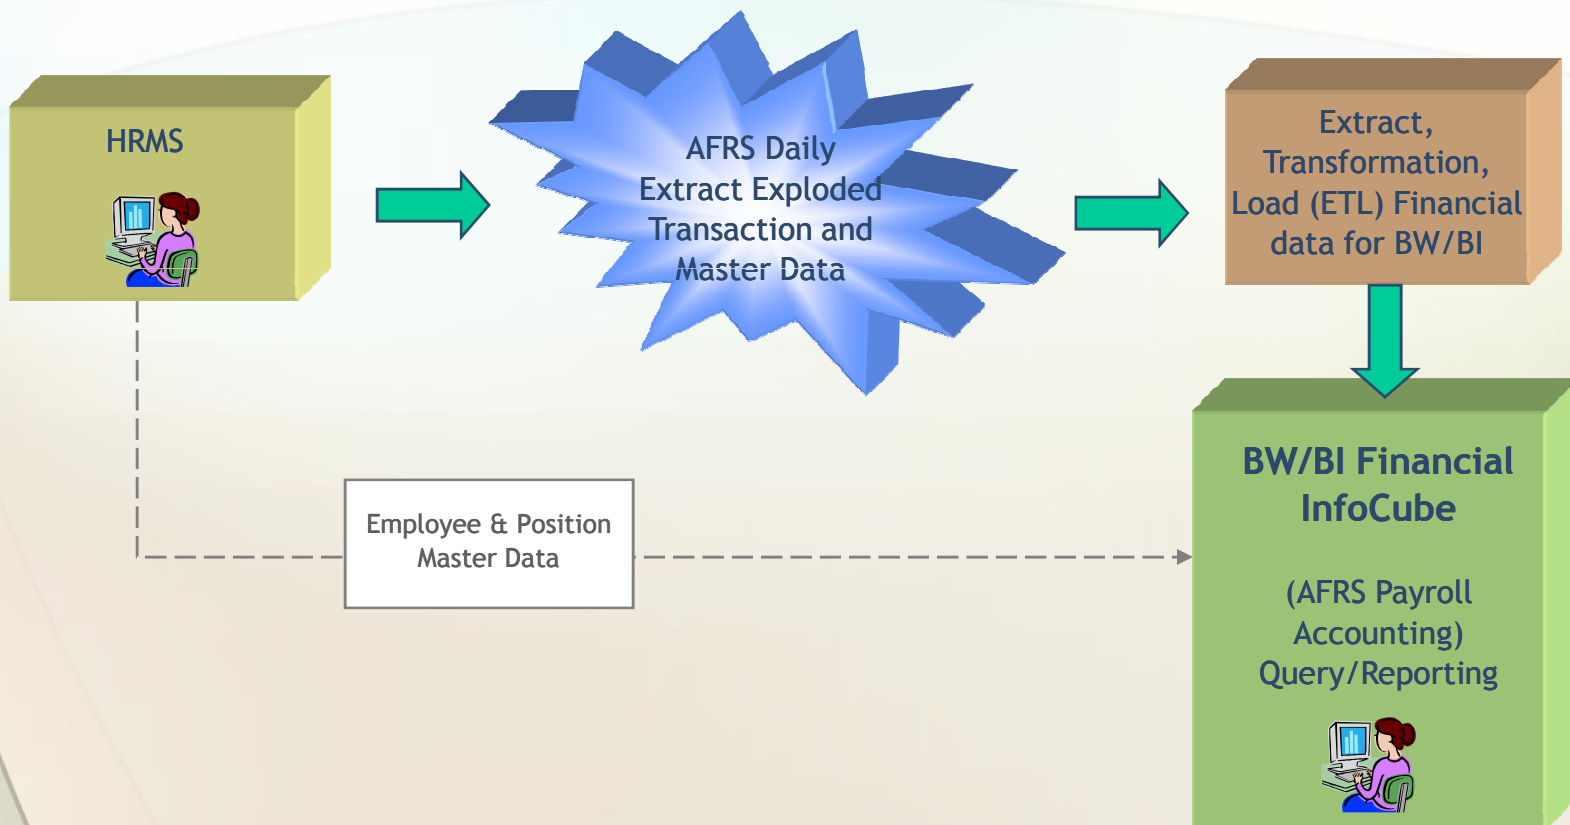 HRMS
AFRS Daily
Extract Exploded
Transaction and
Master Data
Extract,
Transformation,
Load (ETL) Financial
data for BW/BI
Employee & Position
Master Data
BW/BI Financial
InfoCube
(AFRS Payroll
Accounting)
Query/Reporting